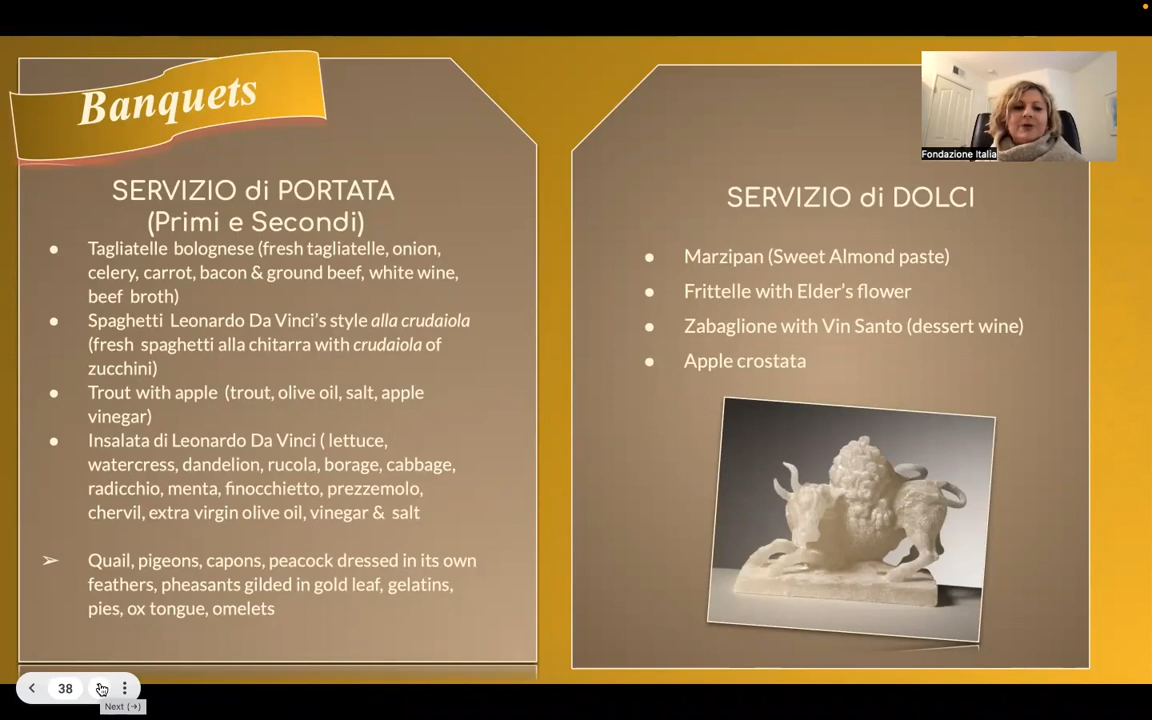 Banquets
SERVIZIO di PORTATA
(Primi e Secondi)
● Tagliatelle bolognese (fresh tagliatelle, onion,
celery, carrot, bacon & ground beef, white wine,
beef broth)
● Spaghetti Leonardo Da Vinci's style alla crudaiola
(fresh spaghetti alla chitarra with crudaiola of
zucchini)
● Trout with apple (trout, olive oil, salt, apple
vinegar)
● Insalata di Leonardo Da Vinci ( lettuce,
watercress, dandelion, rucola, borage, cabbage,
radicchio, menta, finocchietto, prezzemolo,
chervil, extra virgin olive oil, vinegar & salt
➢ Quail, pigeons, capons, peacock dressed in its own
feathers, pheasants gilded in gold leaf, gelatins,
pies, ox tongue, omelets
SERVIZIO di DOLCI
● Marzipan (Sweet Almond paste)
● Frittelle with Elder's flower
● Zabaglione with Vin Santo (dessert wine)
● Apple crostata
Fondazione Italia
38
Next (→)